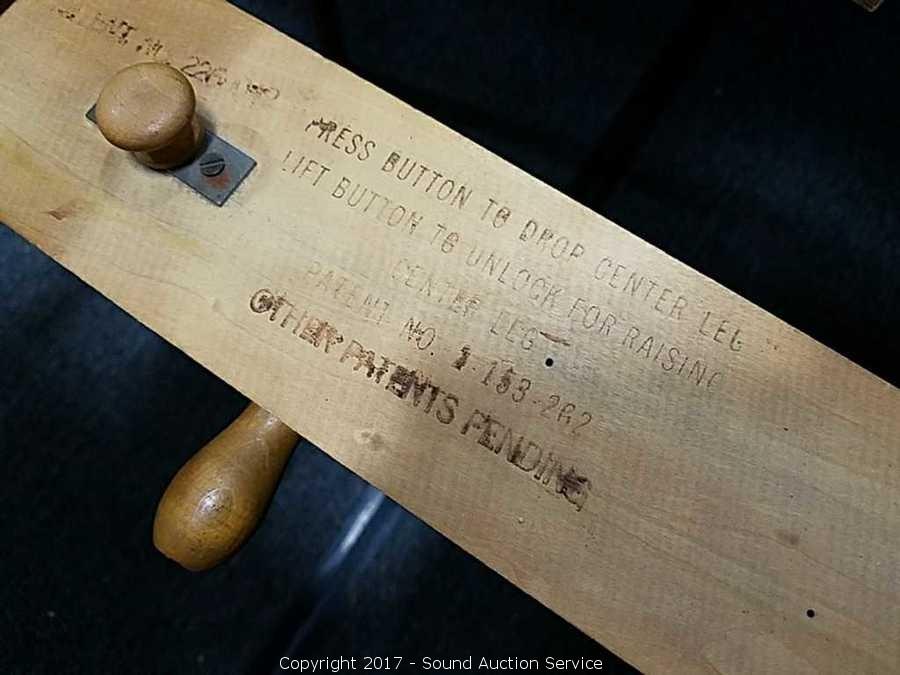 PRESS BUTTON TO DROP CENTER LEG
LIFT BUTTON TO UNLOCK FOR RAISING
CENTER LEG
PATENT NO.
OTHER PATENTS PENDING
Copyright 2017 - Sound Auction Service